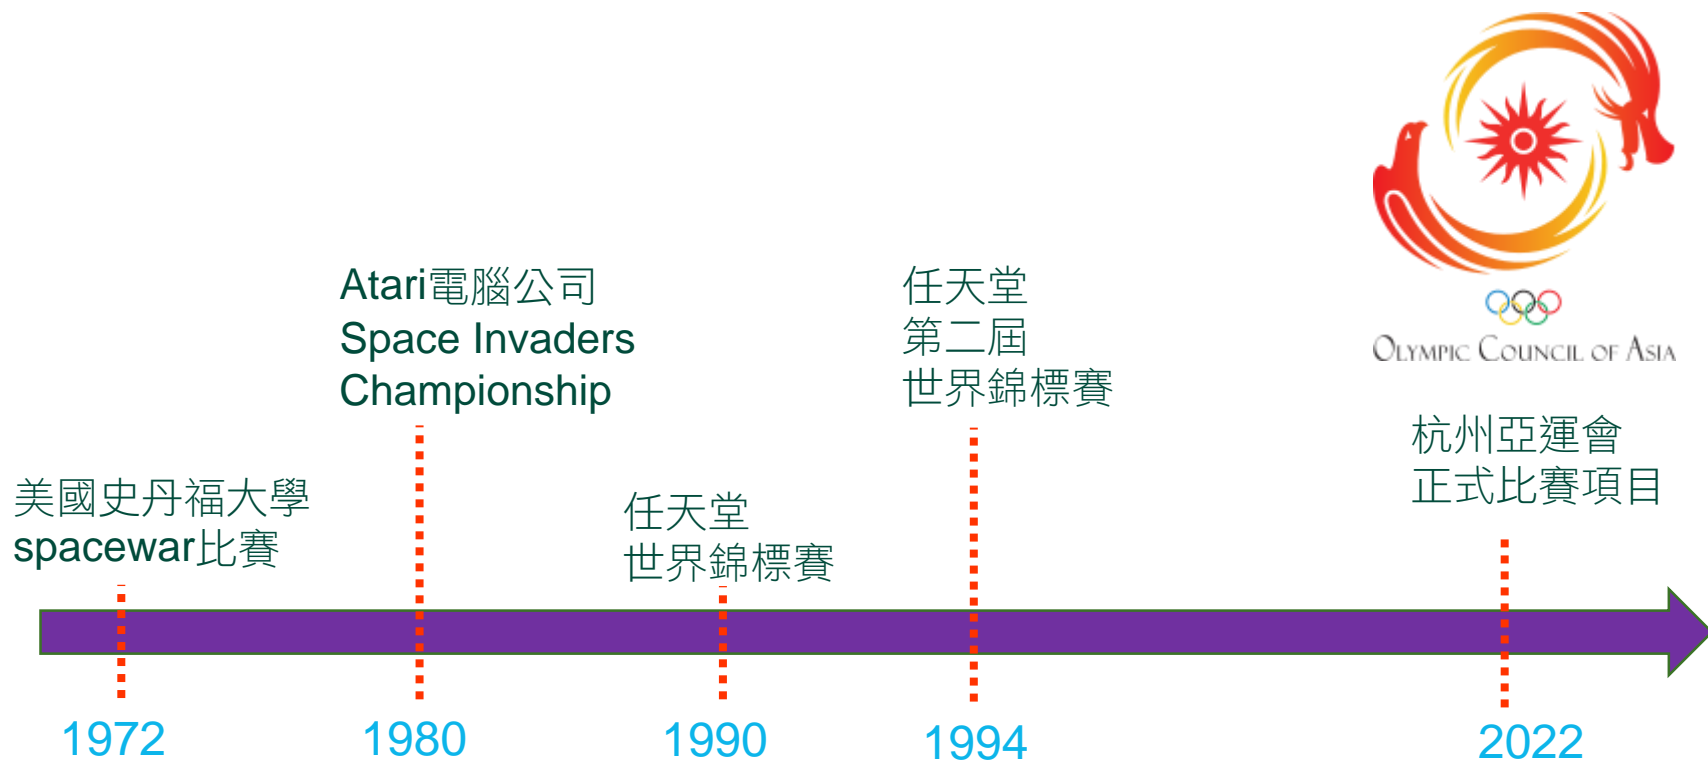 美國史丹福大學
spacewar比賽
1972
Atari電腦公司
Space Invaders
Championship
1980
任天堂
世界錦標賽
1990
任天堂
第二屆
世界錦標賽
1994
OLYMPIC COUNCIL OF ASIA
杭州亞運會
正式比賽項目
2022